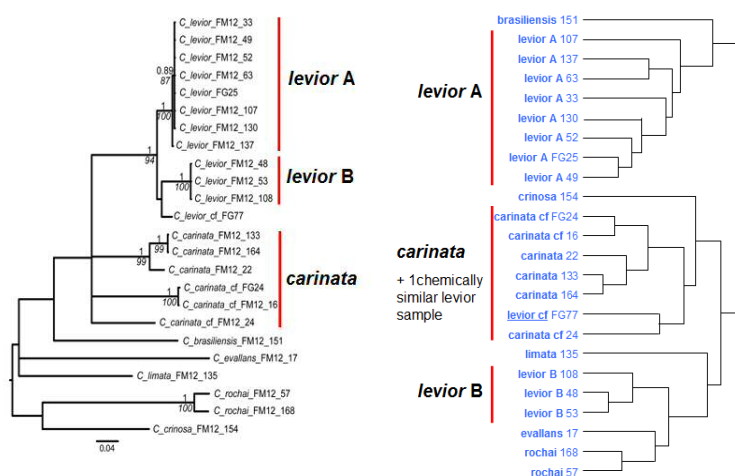 C_levior_FM12_33
C_levior_FM12_49
C_levior_FM12_52
0.89
87
C_levior_FM12_63
C_levior_FG25
C_levior_FM12_107
1
100
C_levior_FM12_130
C_levior_FM12_137
levior A
1
94
C_levior_FM12_48
1
100
C_levior_FM12_53
C_levior_FM12_108
levior B
C_levior_cf_FG77
C_carinata_FM12_133
1
99
C_carinata_FM12_164
1
99
C_carinata_FM12_22
C_carinata_cf_FG24
1
100
C_carinata_cf_FM12_16
C_carinata_cf_FM12_24
carinata
C_brasiliensis_FM12_151
C_evallans_FM12_17
C_limata_FM12_135
C_rochai_FM12_57
1
100
C_rochai_FM12_168
C_crinosa_FM12_154
0.04
brasiliensis 151
levior A 107
levior A 137
levior A 63
levior A
levior A 33
levior A 130
levior A 52
levior A FG25
levior A 49
crinosa 154
carinata cf FG24
carinata cf 16
carinata
+ 1chemically
similar levior
sample
carinata 22
carinata 133
carinata 164
levior cf FG77
carinata cf 24
limata 135
levior B
levior B 108
levior B 48
levior B 53
evallans 17
rochai 168
rochai 57